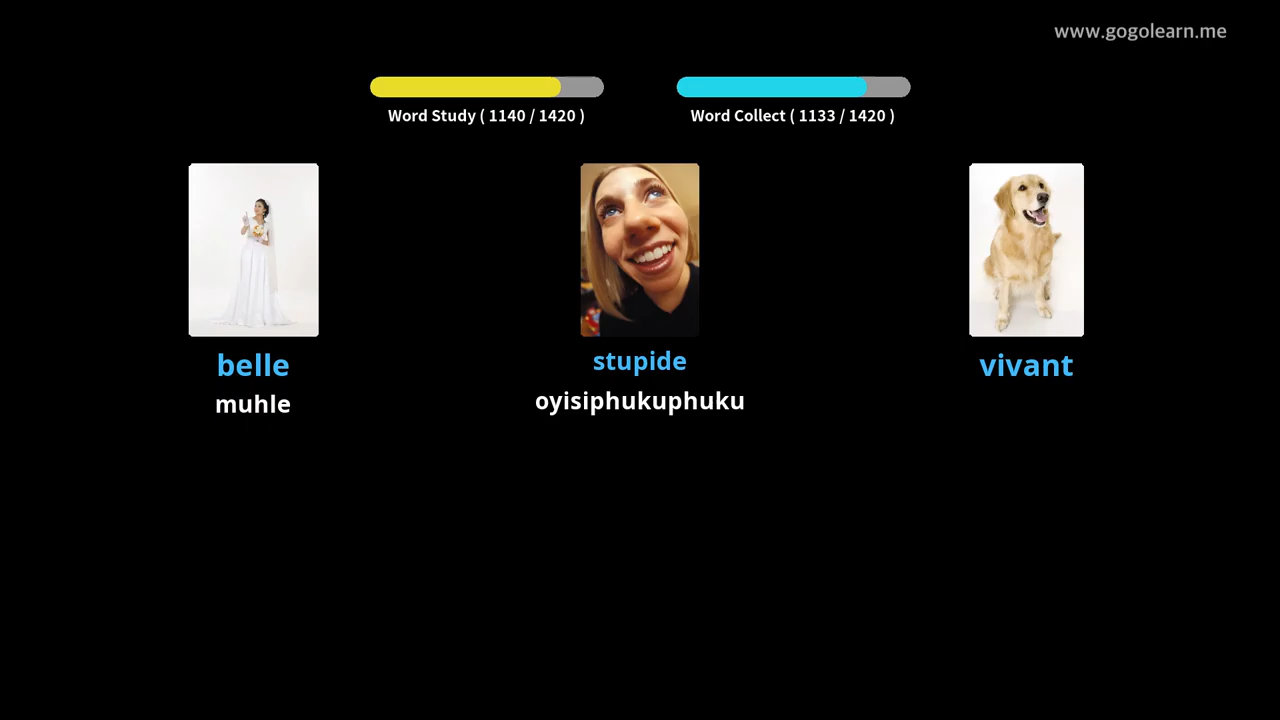 www.gogolearn.me
Word Study ( 1140 / 1420 )
Word Collect ( 1133 / 1420 )
belle
stupide
vivant
muhle
oyisiphukuphuku